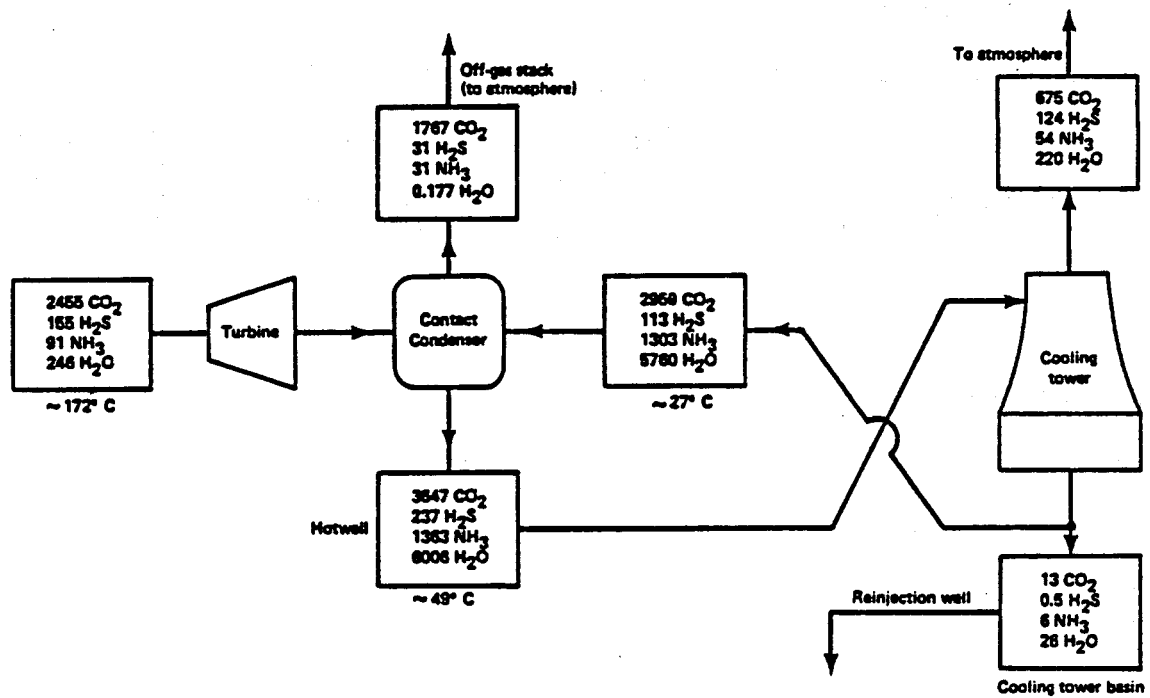 Off-gas stack
(to atmosphere)
1767 CO2
31 H2S
31 NH3
0.177 H2O
To atmosphere
675 CO2
124 H2S
54 NH3
220 H2O
2455 CO2
155 H2S
91 NH3
246 H2O
~ 172° C
Turbine
Contact
Condenser
2959 CO2
113 H2S
1303 NH3
5760 H2O
~ 27° C
Cooling
tower
Hotwell
3647 CO2
237 H2S
1363 NH3
6006 H2O
~ 49° C
Reinjection well
13 CO2
0.5 H2S
6 NH3
26 H2O
Cooling tower basin